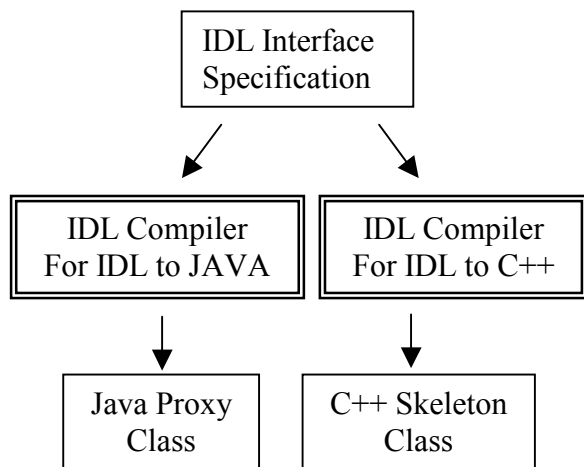 IDL Interface
Specification
IDL Compiler
For IDL to JAVA
IDL Compiler
For IDL to C++
Java Proxy
Class
C++ Skeleton
Class